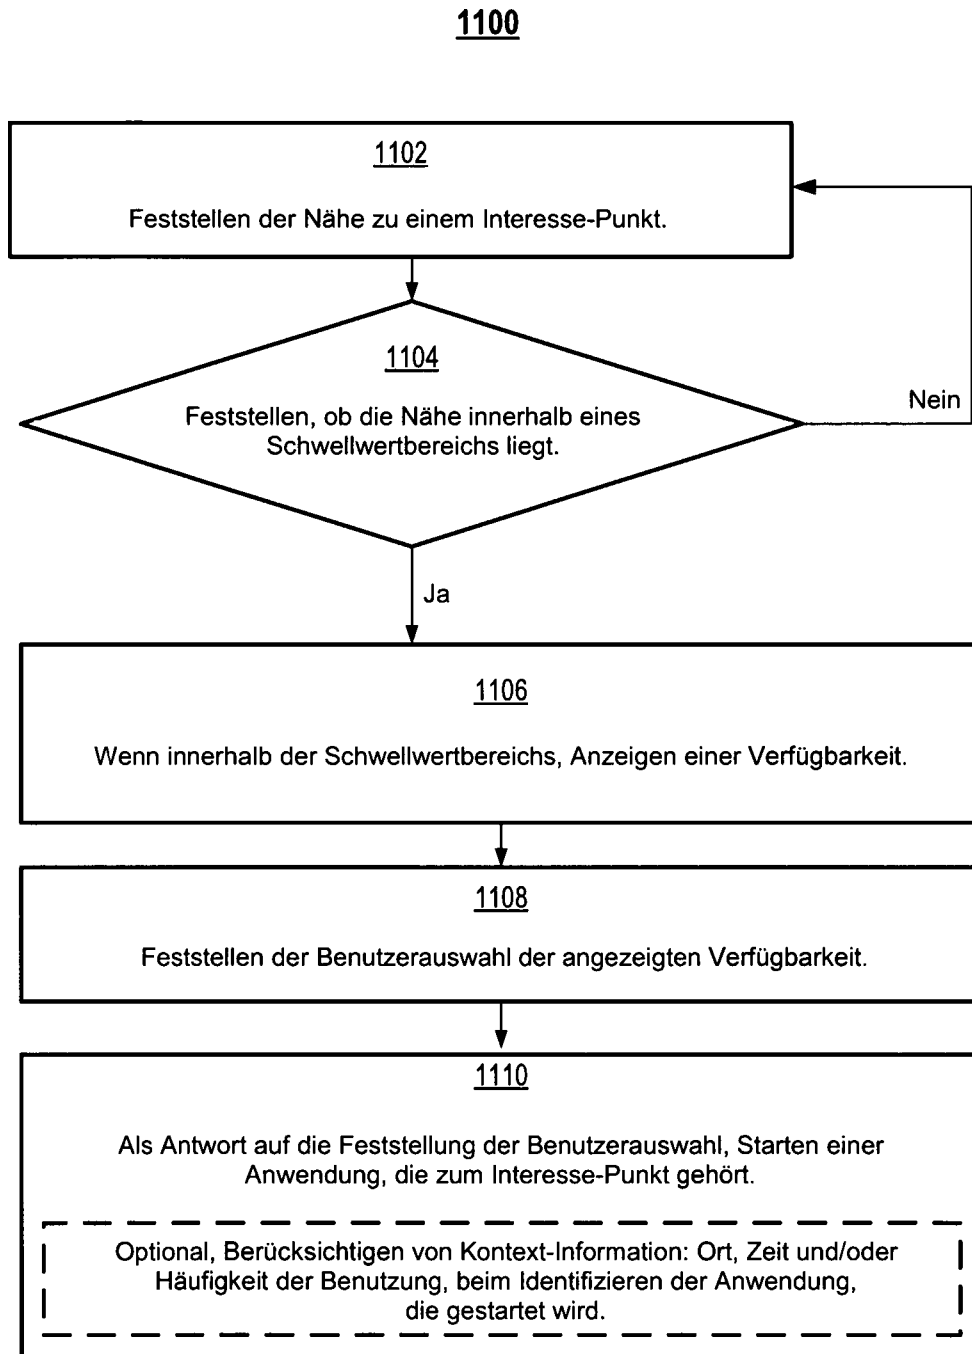 1100
1102
Feststellen der Nähe zu einem Interesse-Punkt.
1104
Feststellen, ob die Nähe innerhalb eines
Schwellwertbereichs liegt.
Nein
Ja
1106
Wenn innerhalb der Schwellwertbereichs, Anzeigen einer Verfügbarkeit.
1108
Feststellen der Benutzerauswahl der angezeigten Verfügbarkeit.
1110
Als Antwort auf die Feststellung der Benutzerauswahl, Starten einer
Anwendung, die zum Interesse-Punkt gehört.
Optional, Berücksichtigen von Kontext-Information: Ort, Zeit und/oder
Häufigkeit der Benutzung, beim Identifizieren der Anwendung,
die gestartet wird.